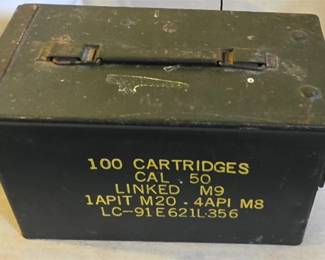 100 CARTRIDGES
CAL .50
LINKED M9
1APIT M20 - 4API M8
LC-91E621L356